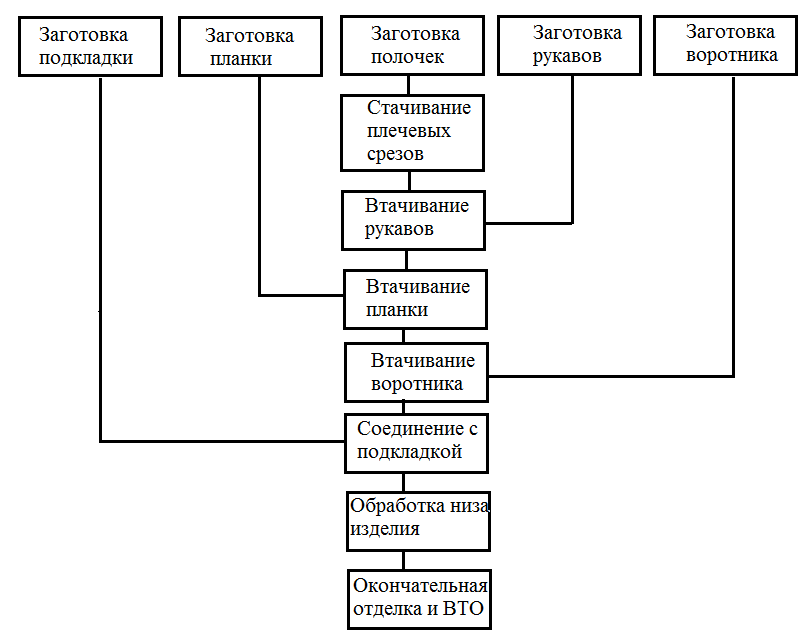 Заготовка
подкладки
Заготовка
планки
Заготовка
полочек
Заготовка
рукавов
Заготовка
воротника
Стачивание
плечевых
срезов
Втачивание
рукавов
Втачивание
планки
Втачивание
воротника
Соединение с
подкладкой
Обработка низа
изделия
Окончательная
отделка и ВТО